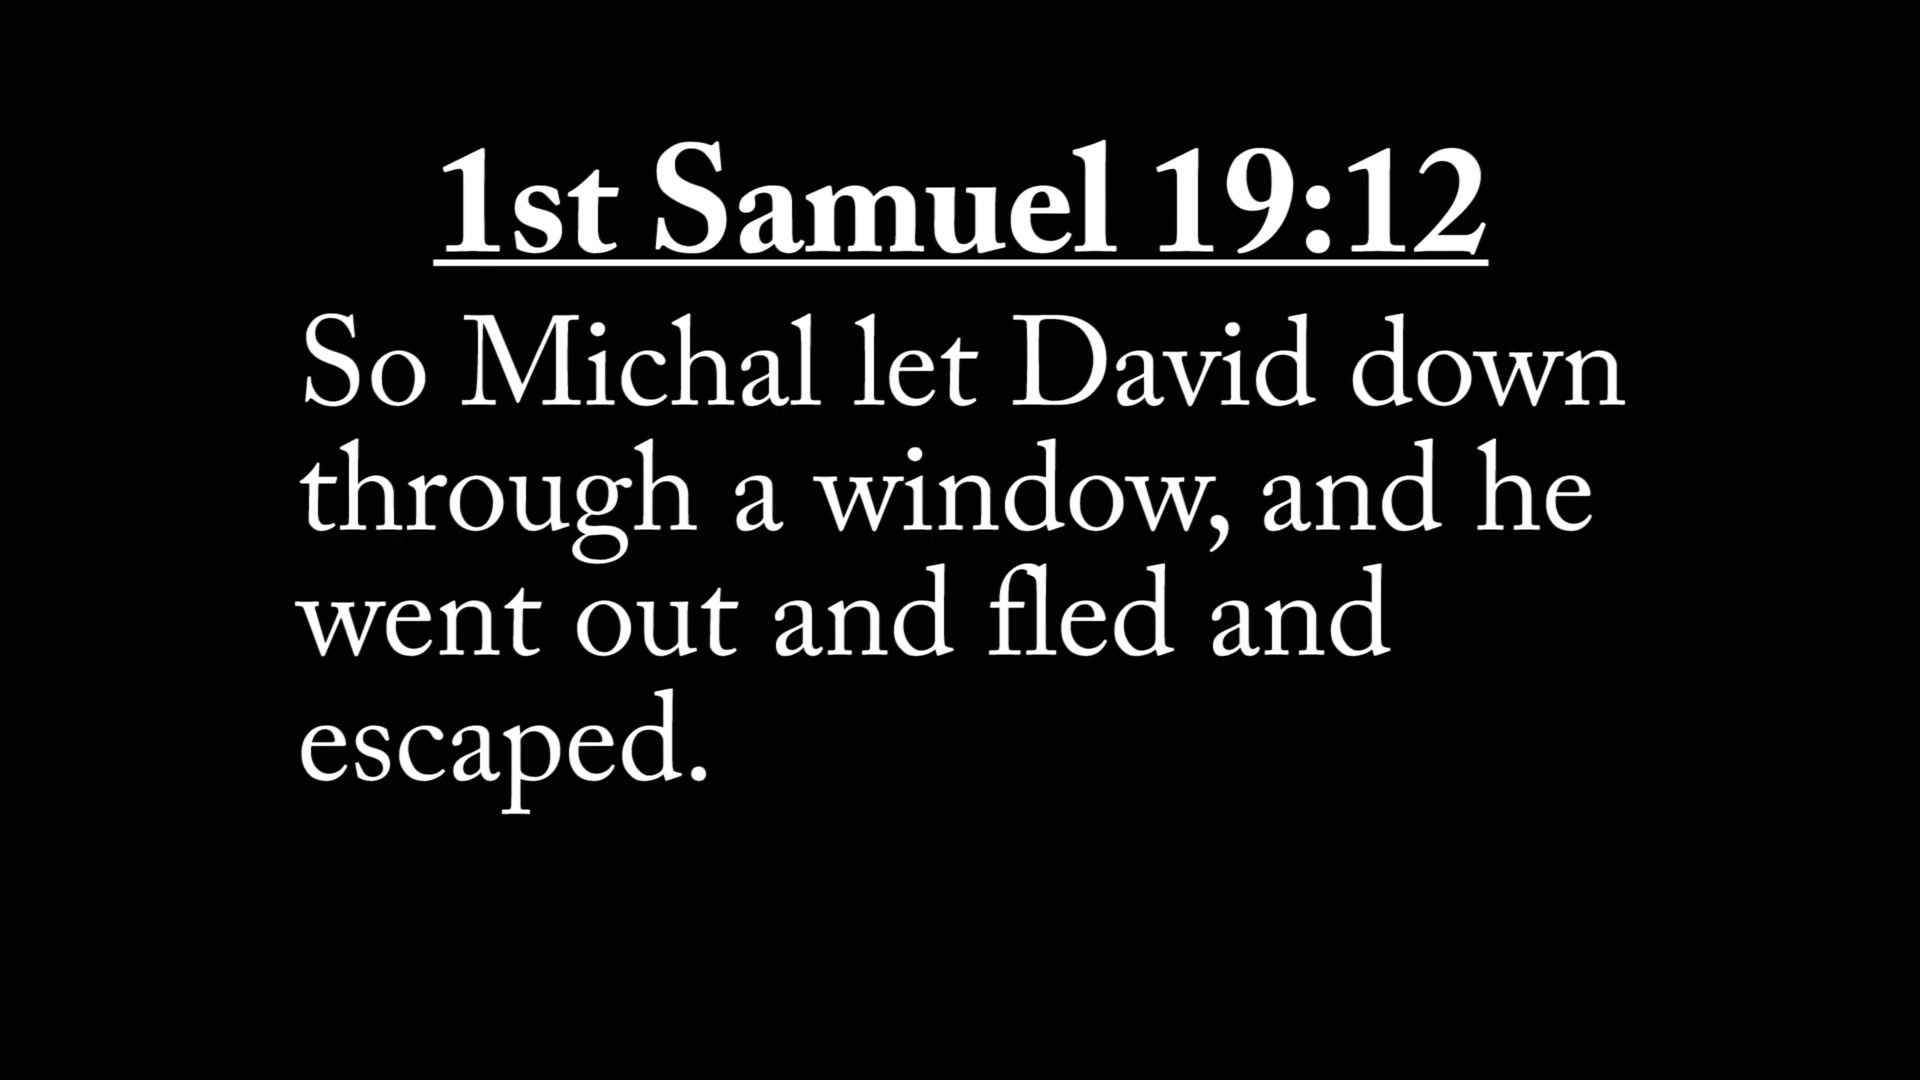 1st Samuel 19:12
So Michal let David down
through a window, and he
went out and fled and
escaped.